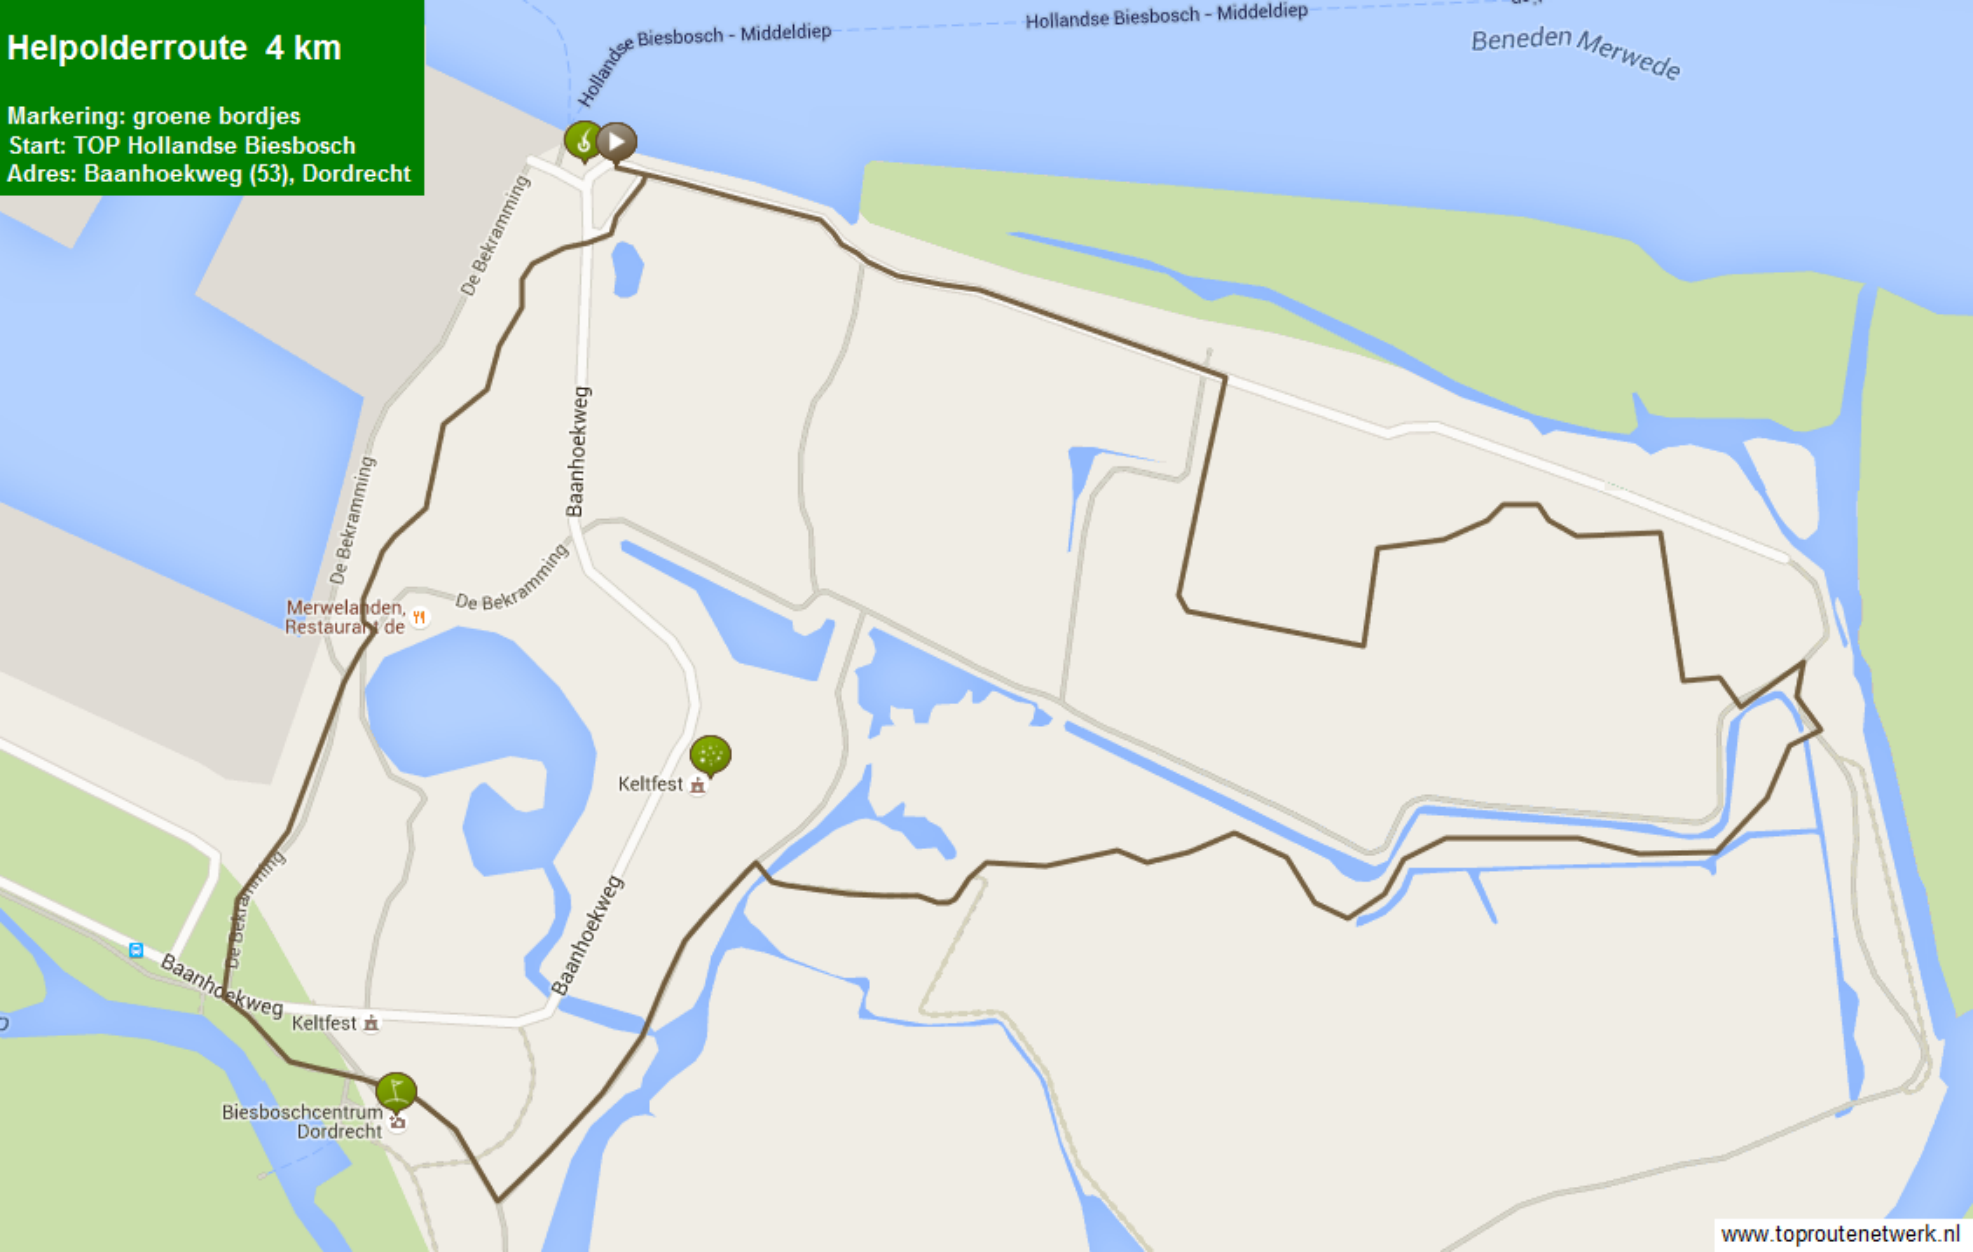 Helpolderroute 4 km
Markering: groene bordjes
Start: TOP Hollandse Biesbosch
Adres: Baanhoekweg (53), Dordrecht
Hollandse Biesbosch - Middeldiep
Hollandse Biesbosch - Middeldiep
Beneden Merwede
De Bekramming
Baanhoekweg
De Bekramming
De Bekramming
Merwelanden,
Restaurant de
Keltfest
De Bekramming
Baanhoekweg
Baanhoekweg
Keltfest
Biesboschcentrum
Dordrecht
www.toproutenetwerk.nl